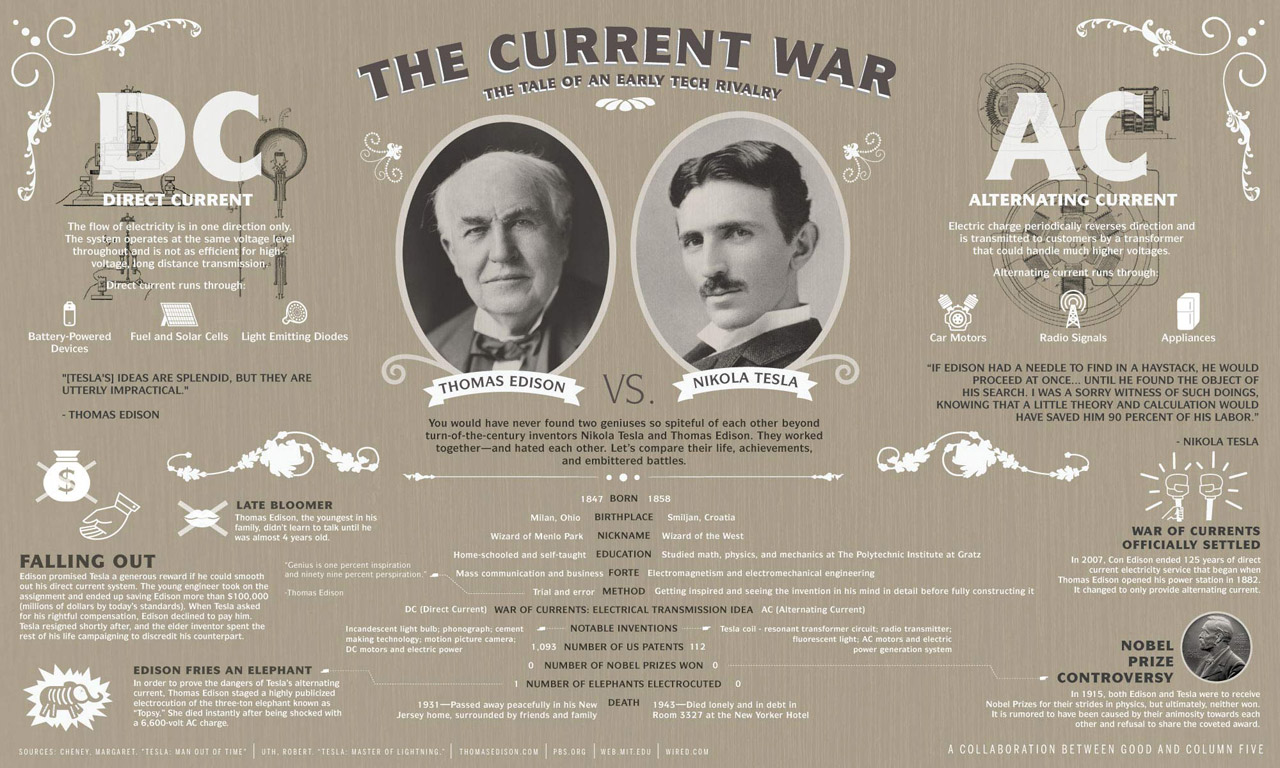 THE CURRENT WAR
THE TALE OF AN EARLY TECH RIVALRY
DC
DIRECT CURRENT
The flow of electricity is in one direction only.
The system operates at the same voltage level
throughout and is not as efficient for high-
voltage, long distance transmission.
Direct current runs through:
Battery-Powered
Devices
Fuel and Solar Cells
Light Emitting Diodes
"[TESLA'S] IDEAS ARE SPLENDID, BUT THEY ARE
UTTERLY IMPRACTICAL."
- THOMAS EDISON
AC
ALTERNATING CURRENT
Electric charge periodically reverses direction and
is transmitted to customers by a transformer
that could handle much higher voltages.
Alternating current runs through:
Car Motors
Radio Signals
Appliances
"IF EDISON HAD A NEEDLE TO FIND IN A HAYSTACK, HE WOULD
PROCEED AT ONCE... UNTIL HE FOUND THE OBJECT OF
HIS SEARCH. I WAS A SORRY WITNESS OF SUCH DOINGS,
KNOWING THAT A LITTLE THEORY AND CALCULATION WOULD
HAVE SAVED HIM 90 PERCENT OF HIS LABOR."
- NIKOLA TESLA
THOMAS EDISON
VS.
NIKOLA TESLA
You would have never found two geniuses so spiteful of each other beyond
turn-of-the-century inventors Nikola Tesla and Thomas Edison. They worked
together—and hated each other. Let's compare their life, achievements,
and embittered battles.
1847 BORN 1858
Milan, Ohio BIRTHPLACE Smiljan, Croatia
Wizard of Menlo Park NICKNAME Wizard of the West
Home-schooled and self-taught EDUCATION Studied math, physics, and mechanics at The Polytechnic Institute at Gratz
Mass communication and business FORTE Electromagnetism and electromechanical engineering
Trial and error METHOD Getting inspired and seeing the invention in his mind in detail before fully constructing it
DC (Direct Current) WAR OF CURRENTS: ELECTRICAL TRANSMISSION IDEA AC (Alternating Current)
NOTABLE INVENTIONS
Incandescent light bulb; phonograph; cement
making technology; motion picture camera;
DC motors and electric power
Tesla coil - resonant transformer circuit; radio transmitter;
fluorescent light; AC motors and electric
power generation system
1,093 NUMBER OF US PATENTS 112
0 NUMBER OF NOBEL PRIZES WON 0
1 NUMBER OF ELEPHANTS ELECTROCUTED 0
DEATH
1931—Passed away peacefully in his New
Jersey home, surrounded by friends and family
1943—Died lonely and in debt in
Room 3327 at the New Yorker Hotel
"Genius is one percent inspiration
and ninety nine percent perspiration."
-Thomas Edison
$
LATE BLOOMER
Thomas Edison, the youngest in his
family, didn't learn to talk until he
was almost 4 years old.
FALLING OUT
Edison promised Tesla a generous reward if he could smooth
out his direct current system. The young engineer took on the
assignment and ended up saving Edison more than $100,000
(millions of dollars by today's standards). When Tesla asked
for his rightful compensation, Edison declined to pay him.
Tesla resigned shortly after, and the elder inventor spent the
rest of his life campaigning to discredit his counterpart.
EDISON FRIES AN ELEPHANT
In order to prove the dangers of Tesla's alternating
current, Thomas Edison staged a highly publicized
electrocution of the three-ton elephant known as
"Topsy." She died instantly after being shocked with
a 6,600-volt AC charge.
WAR OF CURRENTS
OFFICIALLY SETTLED
In 2007, Con Edison ended 125 years of direct
current electricity service that began when
Thomas Edison opened his power station in 1882.
It changed to only provide alternating current.
NOBEL
PRIZE
CONTROVERSY
In 1915, both Edison and Tesla were to receive
Nobel Prizes for their strides in physics, but ultimately, neither won.
It is rumored to have been caused by their animosity towards each
other and refusal to share the coveted award.
SOURCES: CHENEY, MARGARET. "TESLA: MAN OUT OF TIME" | UTH, ROBERT. "TESLA: MASTER OF LIGHTNING." | THOMASEDISON.COM | PBS.ORG | WEB.MIT.EDU | WIRED.COM
A COLLABORATION BETWEEN GOOD AND COLUMN FIVE